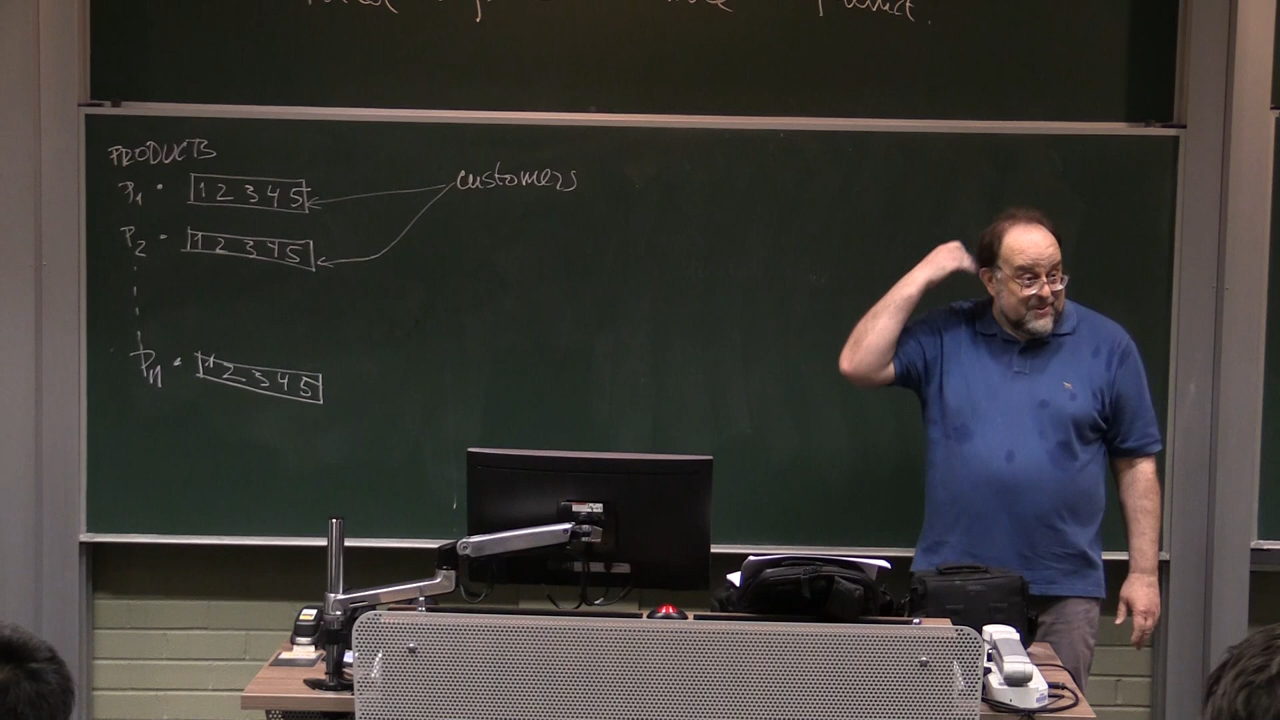 product.
PRODUCTS
P1 • 1 2 3 4 5 customers
P2 • 1 2 3 4 5
Pn • 1 2 3 4 5